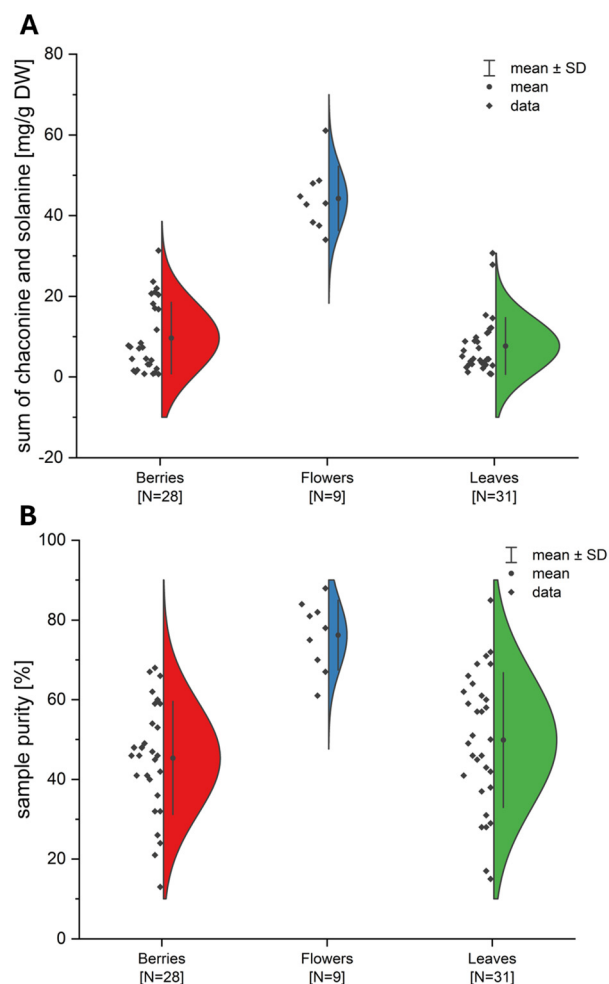 A
sum of chaconine and solanine [mg/g DW]
80
60
40
20
0
-20
mean ± SD
mean
data
Berries
[N=28]
Flowers
[N=9]
Leaves
[N=31]
B
sample purity [%]
100
80
60
40
20
0
mean ± SD
mean
data
Berries
[N=28]
Flowers
[N=9]
Leaves
[N=31]